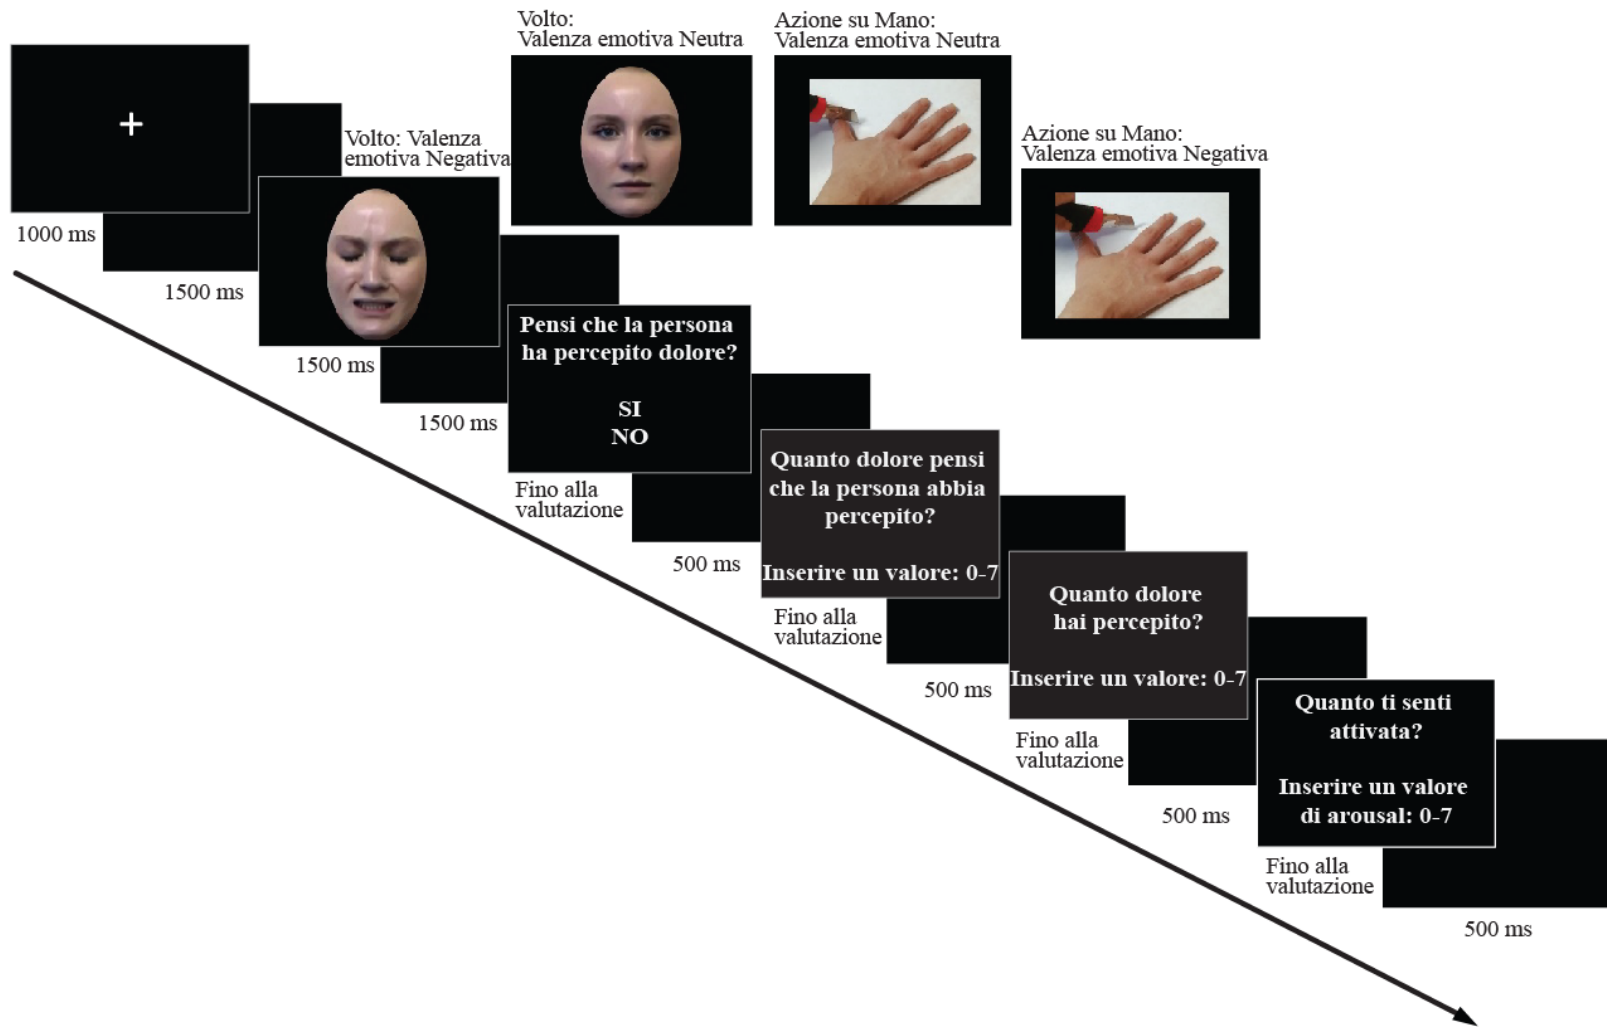 Volto:
Valenza emotiva Neutra
Azione su Mano:
Valenza emotiva Neutra
Volto: Valenza
emotiva Negativa
Azione su Mano:
Valenza emotiva Negativa
1000 ms
1500 ms
1500 ms
1500 ms
Pensi che la persona
ha percepito dolore?
SI
NO
Fino alla
valutazione
500 ms
Quanto dolore pensi
che la persona abbia
percepito?
Inserire un valore: 0-7
Fino alla
valutazione
500 ms
Quanto dolore
hai percepito?
Inserire un valore: 0-7
Fino alla
valutazione
500 ms
Quanto ti senti
attivata?
Inserire un valore
di arousal: 0-7
Fino alla
valutazione
500 ms